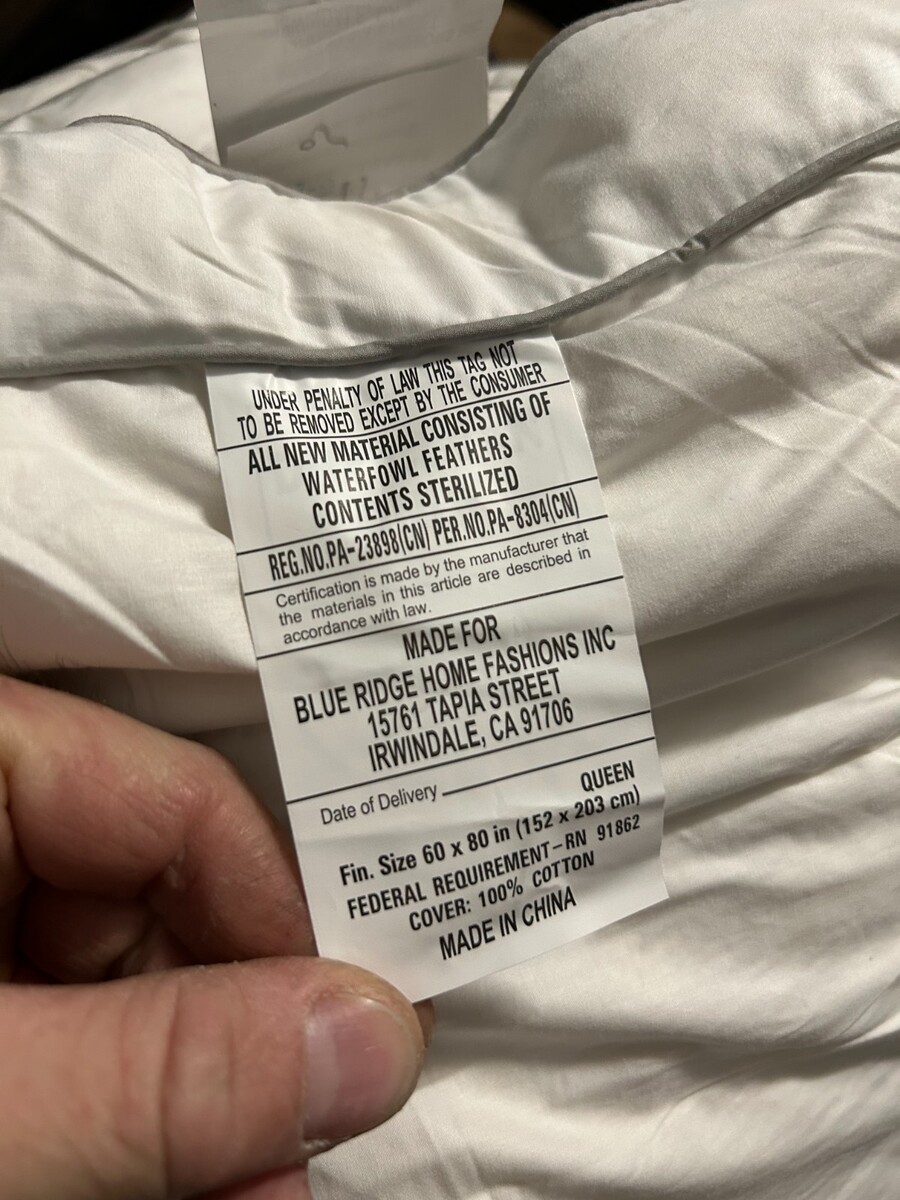 UNDER PENALTY OF LAW THIS TAG NOT
TO BE REMOVED EXCEPT BY THE CONSUMER
ALL NEW MATERIAL CONSISTING OF
WATERFOWL FEATHERS
CONTENTS STERILIZED
REG.NO.PA-23898(CN) PER.NO.PA-8304(CN)
Certification is made by the manufacturer that
the materials in this article are described in
accordance with law.
MADE FOR
BLUE RIDGE HOME FASHIONS INC
15761 TAPIA STREET
IRWINDALE, CA 91706
Date of Delivery
QUEEN
Fin. Size 60 x 80 in (152 x 203 cm)
FEDERAL REQUIREMENT-RN 91862
COVER: 100% COTTON
MADE IN CHINA